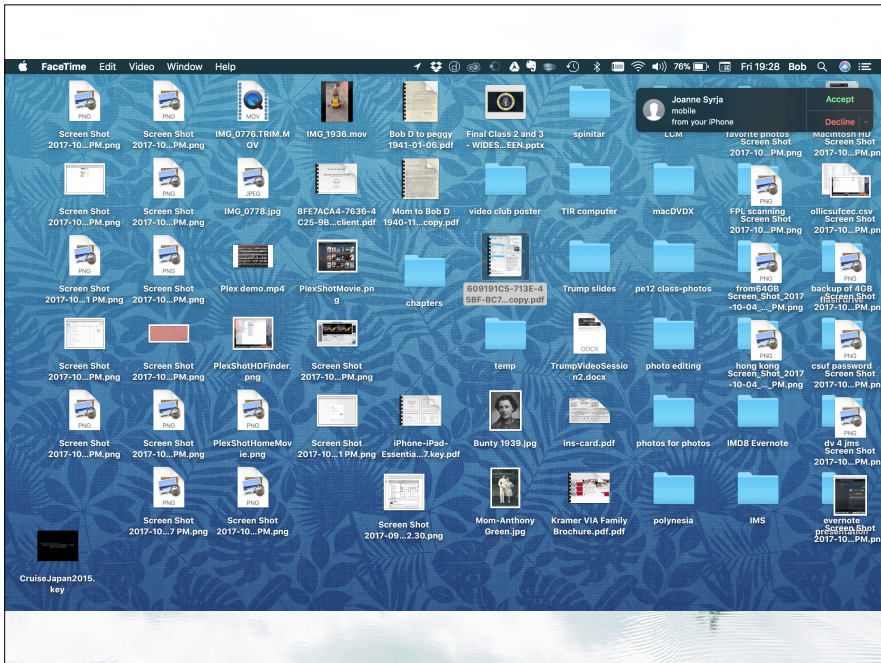 FaceTime Edit Video Window Help 76% Fri 19:28 Bob
Joanne Syrja
mobile
from your iPhone
Accept
Decline
PNG
Screen Shot
2017-10...PM.png
PNG
Screen Shot
2017-10...PM.png
MOV
IMG_0776.TRIM.M
OV
IMG_1936.mov
Bob D to peggy
1941-01-06.pdf
Final Class 2 and 3
- WIDES...EEN.pptx
spinitar
LCM
favorite photos
Screen Shot
2017-10...PM.png
Macintosh HD
Screen Shot
2017-10...PM.pn
Screen Shot
2017-10...PM.png
PNG
Screen Shot
2017-10...PM.png
JPEG
IMG_0778.jpg
8FE7ACA4-7636-4
C25-9B...client.pdf
Mom to Bob D
1940-11...copy.pdf
video club poster
TIR computer
macDVDX
PNG
FPL scanning
Screen Shot
2017-10...PM.png
ollicsufcec.csv
Screen Shot
2017-10...PM.pn
PNG
Screen Shot
2017-10...1 PM.png
PNG
Screen Shot
2017-10...PM.png
Plex demo.mp4
PlexShotMovie.pn
g
chapters
609191C5-713E-4
5BF-BC7...copy.pdf
Trump slides
pe12 class-photos
PNG
from64GB
Screen_Shot_2017
-10-04_..._PM.png
PNG
backup of 4GB
flash drive
Screen Shot
2017-10...PM.pn
Screen Shot
2017-10...PM.png
Screen Shot
2017-10...PM.png
PlexShotHDFinder.
png
Screen Shot
2017-10...PM.png
temp
DOCX
TrumpVideoSessio
n2.docx
photo editing
PNG
hong kong
Screen_Shot_2017
-10-04_..._PM.png
PNG
csuf password
Screen Shot
2017-10...PM.pn
PNG
Screen Shot
2017-10...PM.png
PNG
Screen Shot
2017-10...PM.png
PNG
PlexShotHomeMov
ie.png
Screen Shot
2017-10...1 PM.png
iPhone-iPad-
Essentia...7.key.pdf
Bunty 1939.jpg
ins-card.pdf
photos for photos
IMD8 Evernote
PNG
dv 4 jms
Screen Shot
2017-10...PM.pn
PNG
Screen Shot
2017-10...7 PM.png
PNG
Screen Shot
2017-10...PM.png
Screen Shot
2017-09...2.30.png
Mom-Anthony
Green.jpg
Kramer VIA Family
Brochure.pdf.pdf
polynesia
IMS
evernote
presentation
Screen Shot
2017-10...PM.pn
CruiseJapan2015.
key